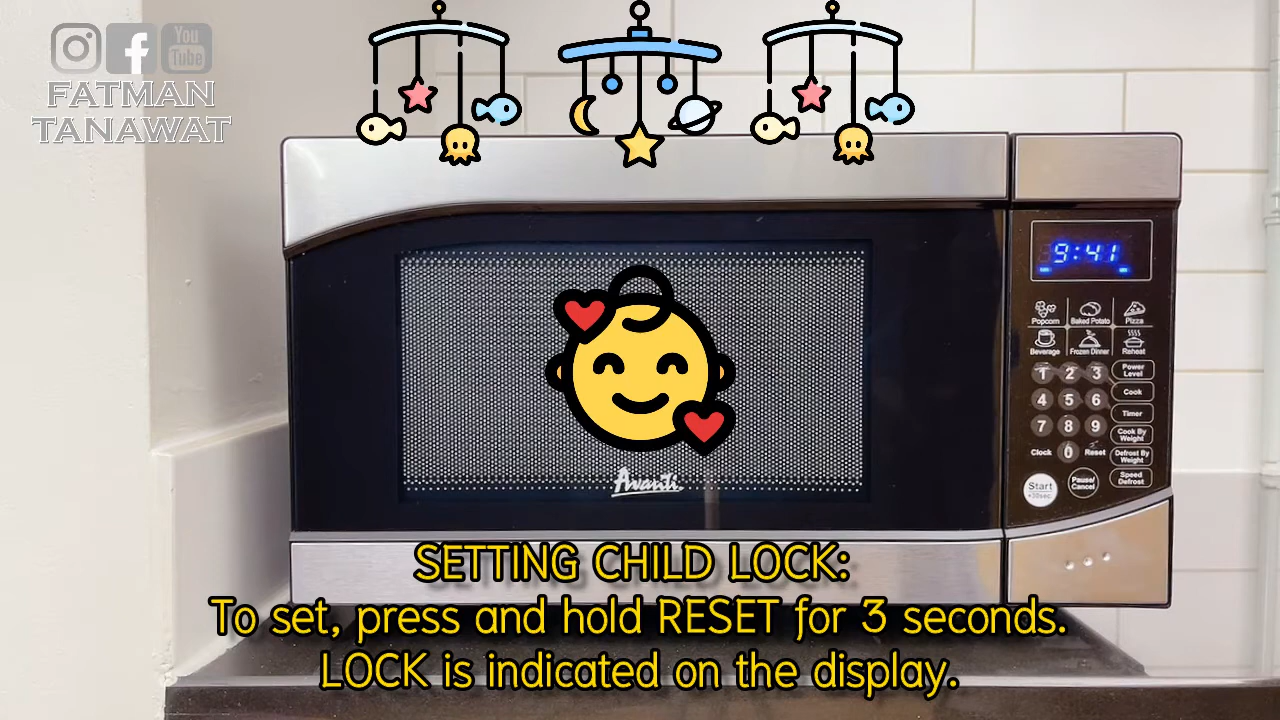 You
Tube
FATMAN
TANAWAT
9:41
Popcorn
Baked Potato
Pizza
Beverage
Frozen Dinner
Reheat
1 2 3
Power
Level
4 5 6
Cook
Timer
7 8 9
Cook By
Weight
Clock 0 Reset
Defrost By
Weight
Start
+30sec.
Pause/
Cancel
Speed
Defrost
Avanti
SETTING CHILD LOCK:
To set, press and hold RESET for 3 seconds.
LOCK is indicated on the display.